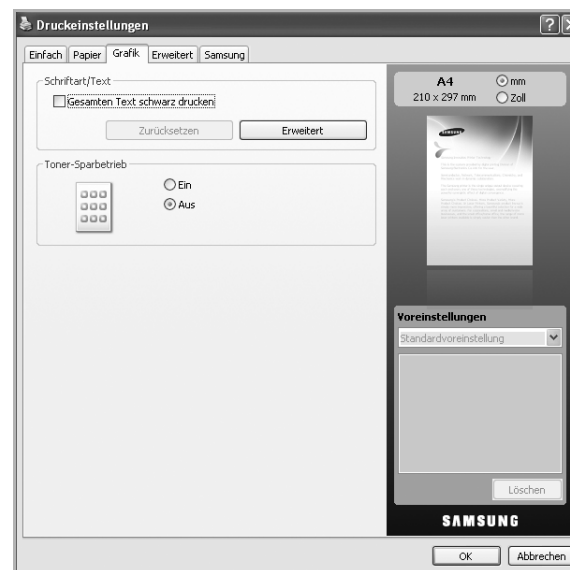 Druckeinstellungen
Einfach Papier Grafik Erweitert Samsung
Schriftart/Text
Gesamten Text schwarz drucken
Zurücksetzen Erweitert
Toner-Sparbetrieb
Ein
Aus
A4
210 x 297 mm
mm
Zoll
SAMSUNG
Voreinstellungen
Standardvoreinstellung
Löschen
SAMSUNG
OK Abbrechen